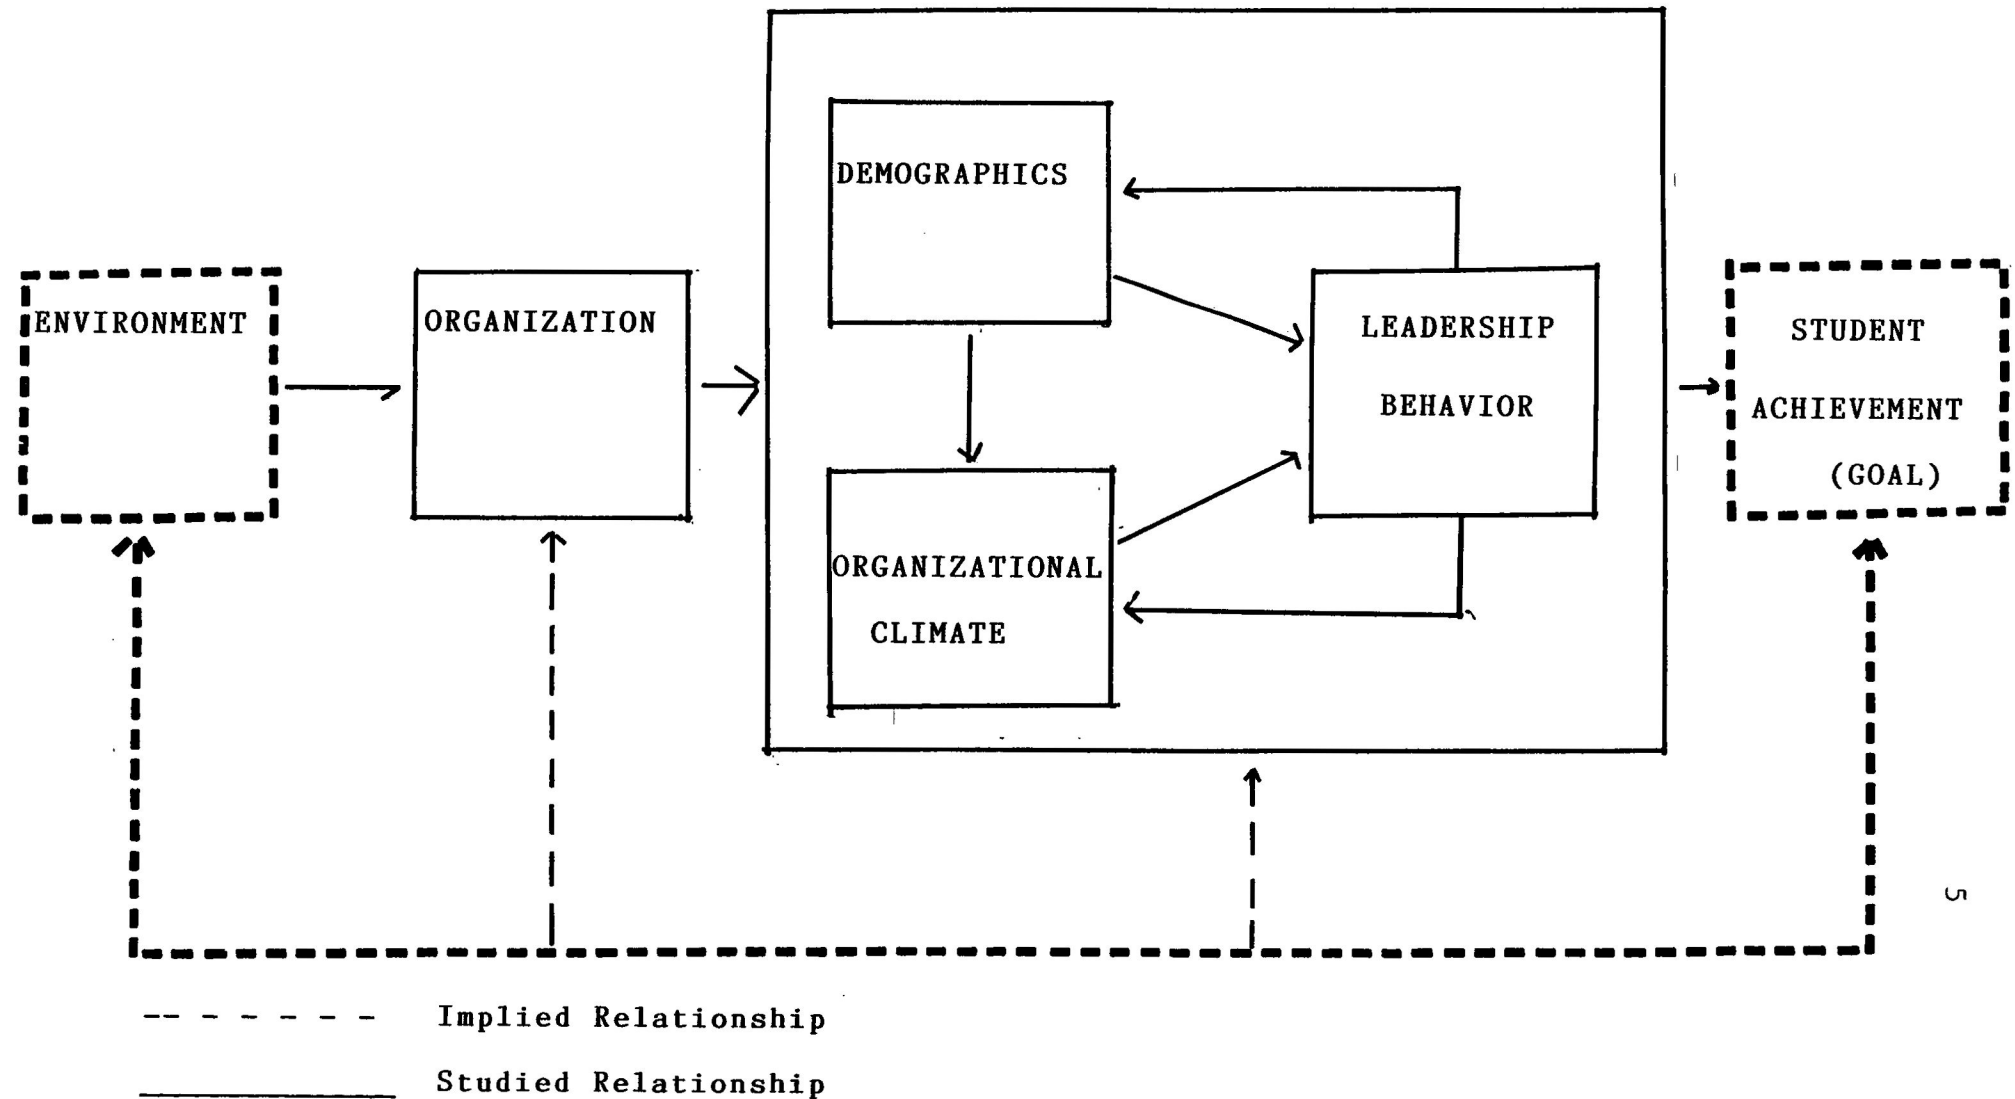 DEMOGRAPHICS
ENVIRONMENT
ORGANIZATION
LEADERSHIP
BEHAVIOR
STUDENT
ACHIEVEMENT
(GOAL)
ORGANIZATIONAL
CLIMATE
5
Implied Relationship
Studied Relationship